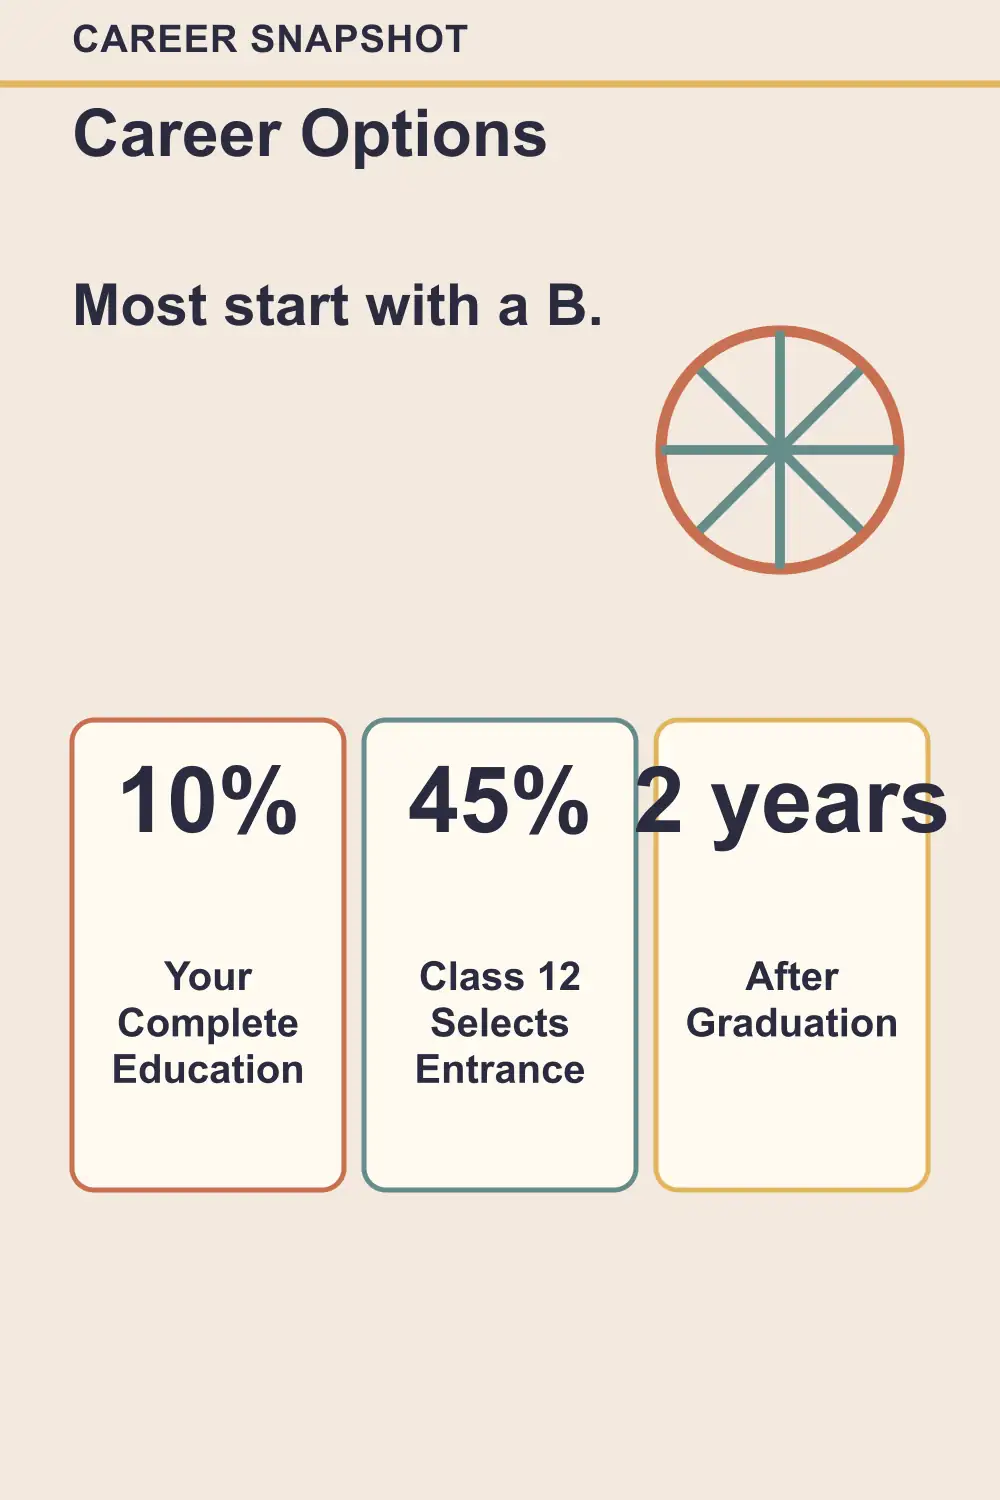 CAREER SNAPSHOT
Career Options
Most start with a B.
10%
Your
Complete
Education
45%
Class 12
Selects
Entrance
2 years
After
Graduation